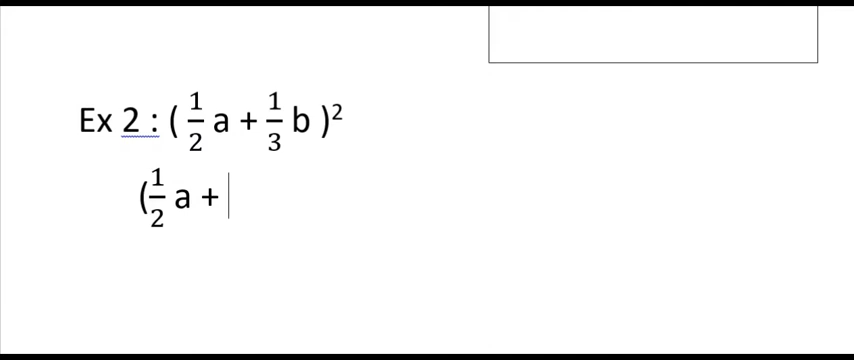 Ex 2 : ( 1/2 a + 1/3 b )²
(1/2 a +